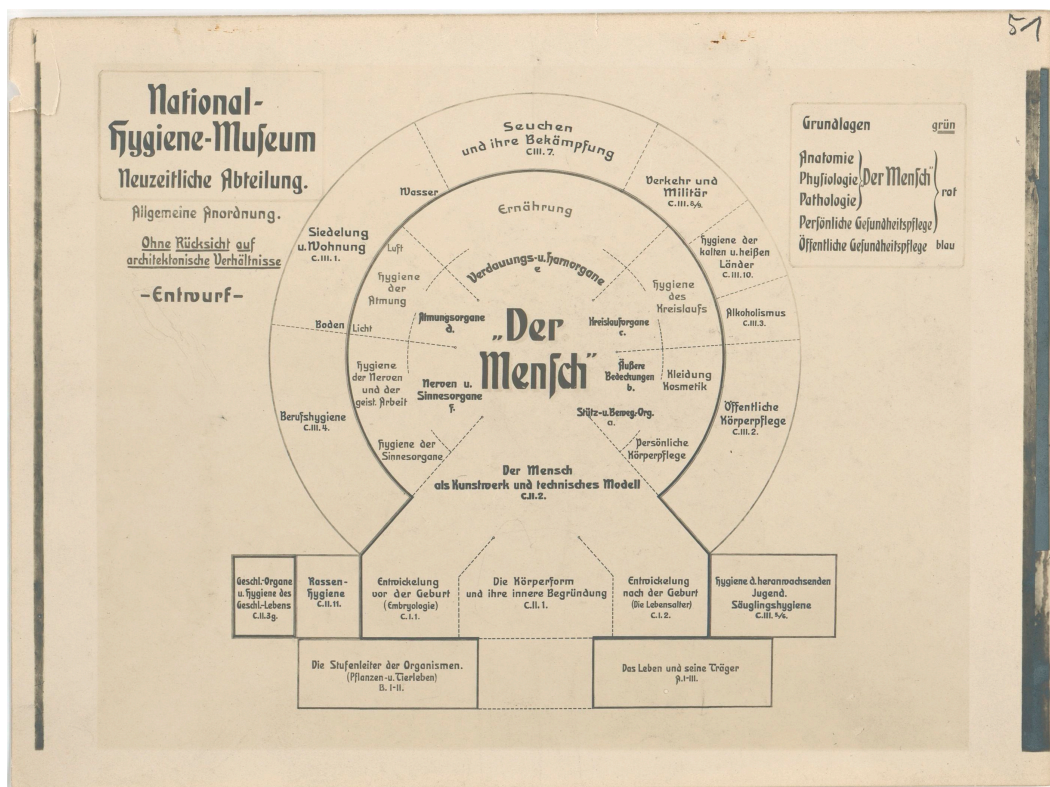 51
National-
Hygiene-Museum
Neuzeitliche Abteilung.
Allgemeine Anordnung.
Ohne Rücksicht auf
architektonische Verhältnisse
-Entwurf-
Grundlagen grün
Anatomie
Physiologie
Pathologie
„Der Mensch"
rot
Persönliche Gesundheitspflege
Öffentliche Gesundheitspflege blau
Seuchen
und ihre Bekämpfung
C.III.7.
Wasser
Verkehr und
Militär
C.III.8/9.
Ernährung
Siedelung
u. Wohnung
C.III.1.
Luft
Hygiene der
kalten u. heißen
Länder
C.III.10.
Verdauungs-u. Harnorgane
e.
Hygiene
der
Atmung
Hygiene
des
Kreislaufs
Alkoholismus
C.III.3.
Boden
Licht
Atmungsorgane
d.
„Der
Mensch"
Kreislauforgane
c.
Äußere
Bedeckungen
b.
Kleidung
Kosmetik
Hygiene
der Nerven
und der
geist. Arbeit
Nerven u.
Sinnesorgane
f.
Stütz-u. Beweg.-Org.
a.
Öffentliche
Körperpflege
C.III.2.
Berufshygiene
C.III.4.
Hygiene der
Sinnesorgane
Persönliche
Körperpflege
Der Mensch
als Kunstwerk und technisches Modell
C.II.2.
Geschl.-Organe
u. Hygiene des
Geschl.-Lebens
C.II.3g.
Rassen-
hygiene
C.II.11.
Entwickelung
vor der Geburt
(Embryologie)
C.I.1.
Die Körperform
und ihre innere Begründung
C.II.1.
Entwickelung
nach der Geburt
(Die Lebensalter)
C.I.2.
Hygiene d. heranwachsenden
Jugend.
Säuglingshygiene
C.III.5/6.
Die Stufenleiter der Organismen.
(Pflanzen-u. Tierleben)
B. I-II.
Das Leben und seine Träger
A.I-III.